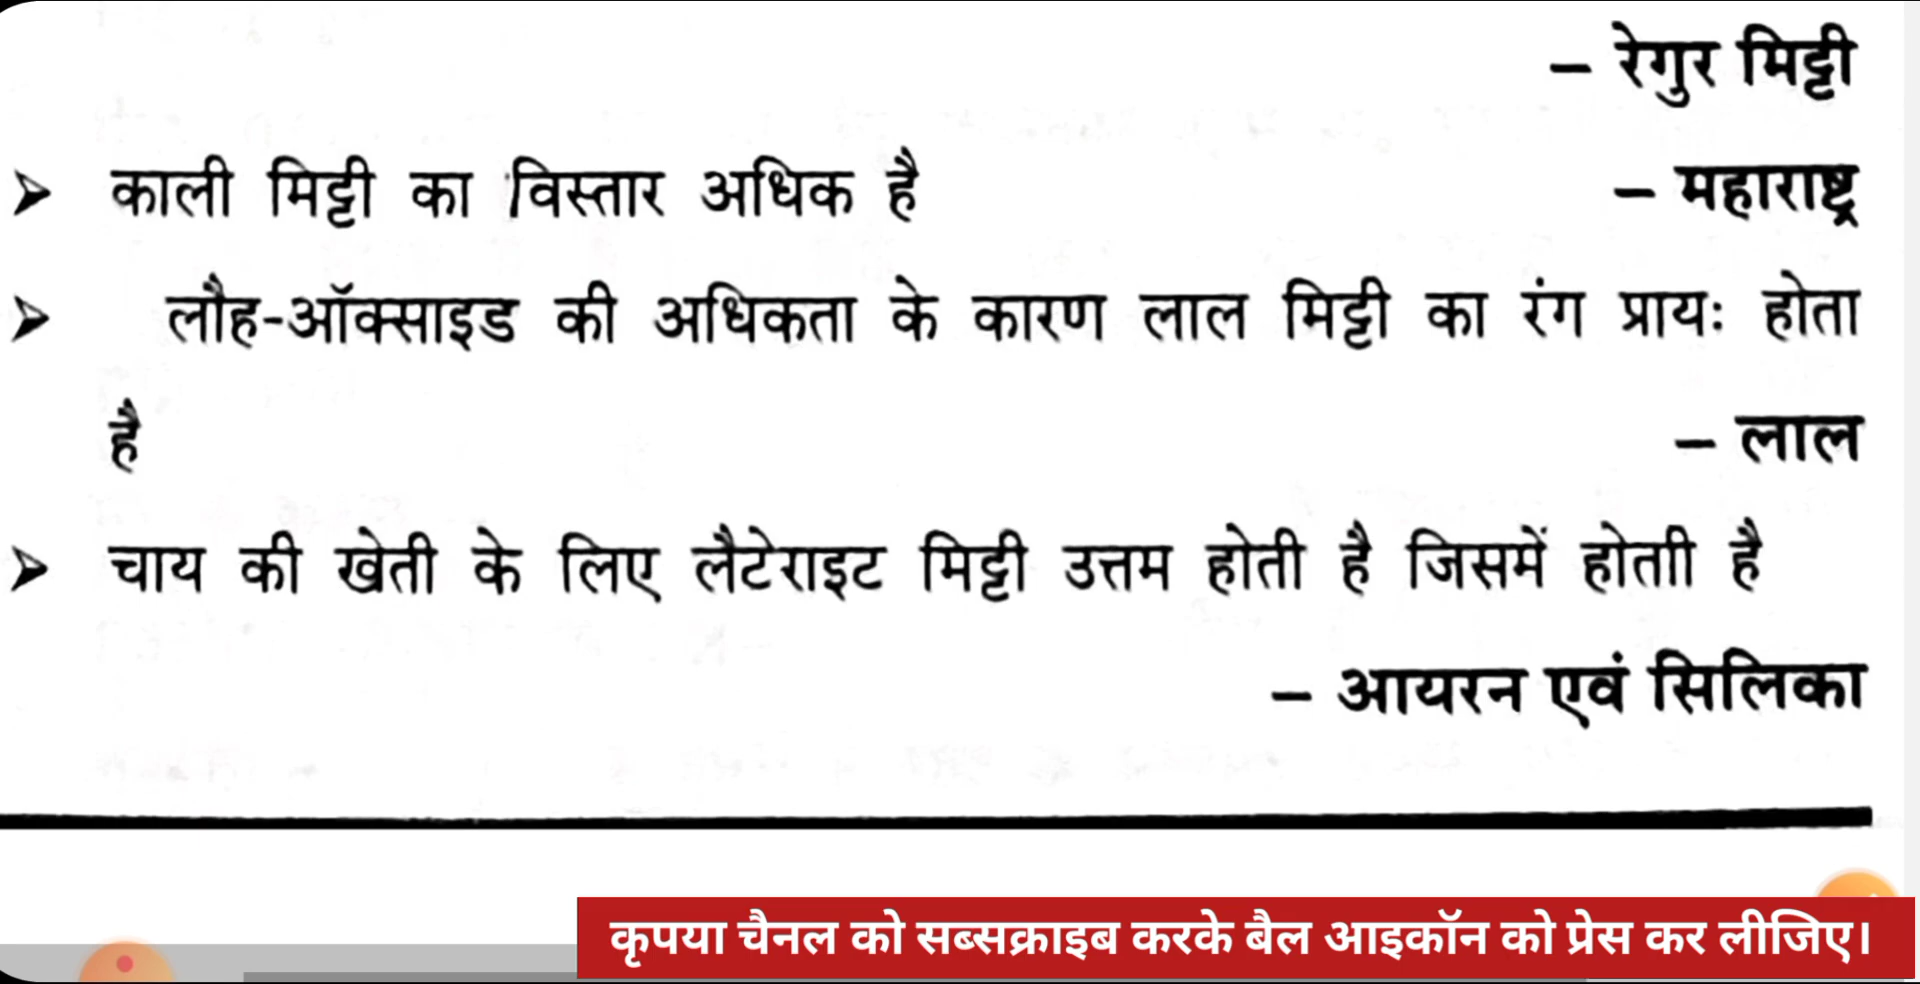 – रेगुर मिट्टी
➤ काली मिट्टी का विस्तार अधिक है – महाराष्ट्र
➤ लौह-ऑक्साइड की अधिकता के कारण लाल मिट्टी का रंग प्रायः होता
है – लाल
➤ चाय की खेती के लिए लैटेराइट मिट्टी उत्तम होती है जिसमें होताी है
– आयरन एवं सिलिका
कृपया चैनल को सब्सक्राइब करके बैल आइकॉन को प्रेस कर लीजिए।